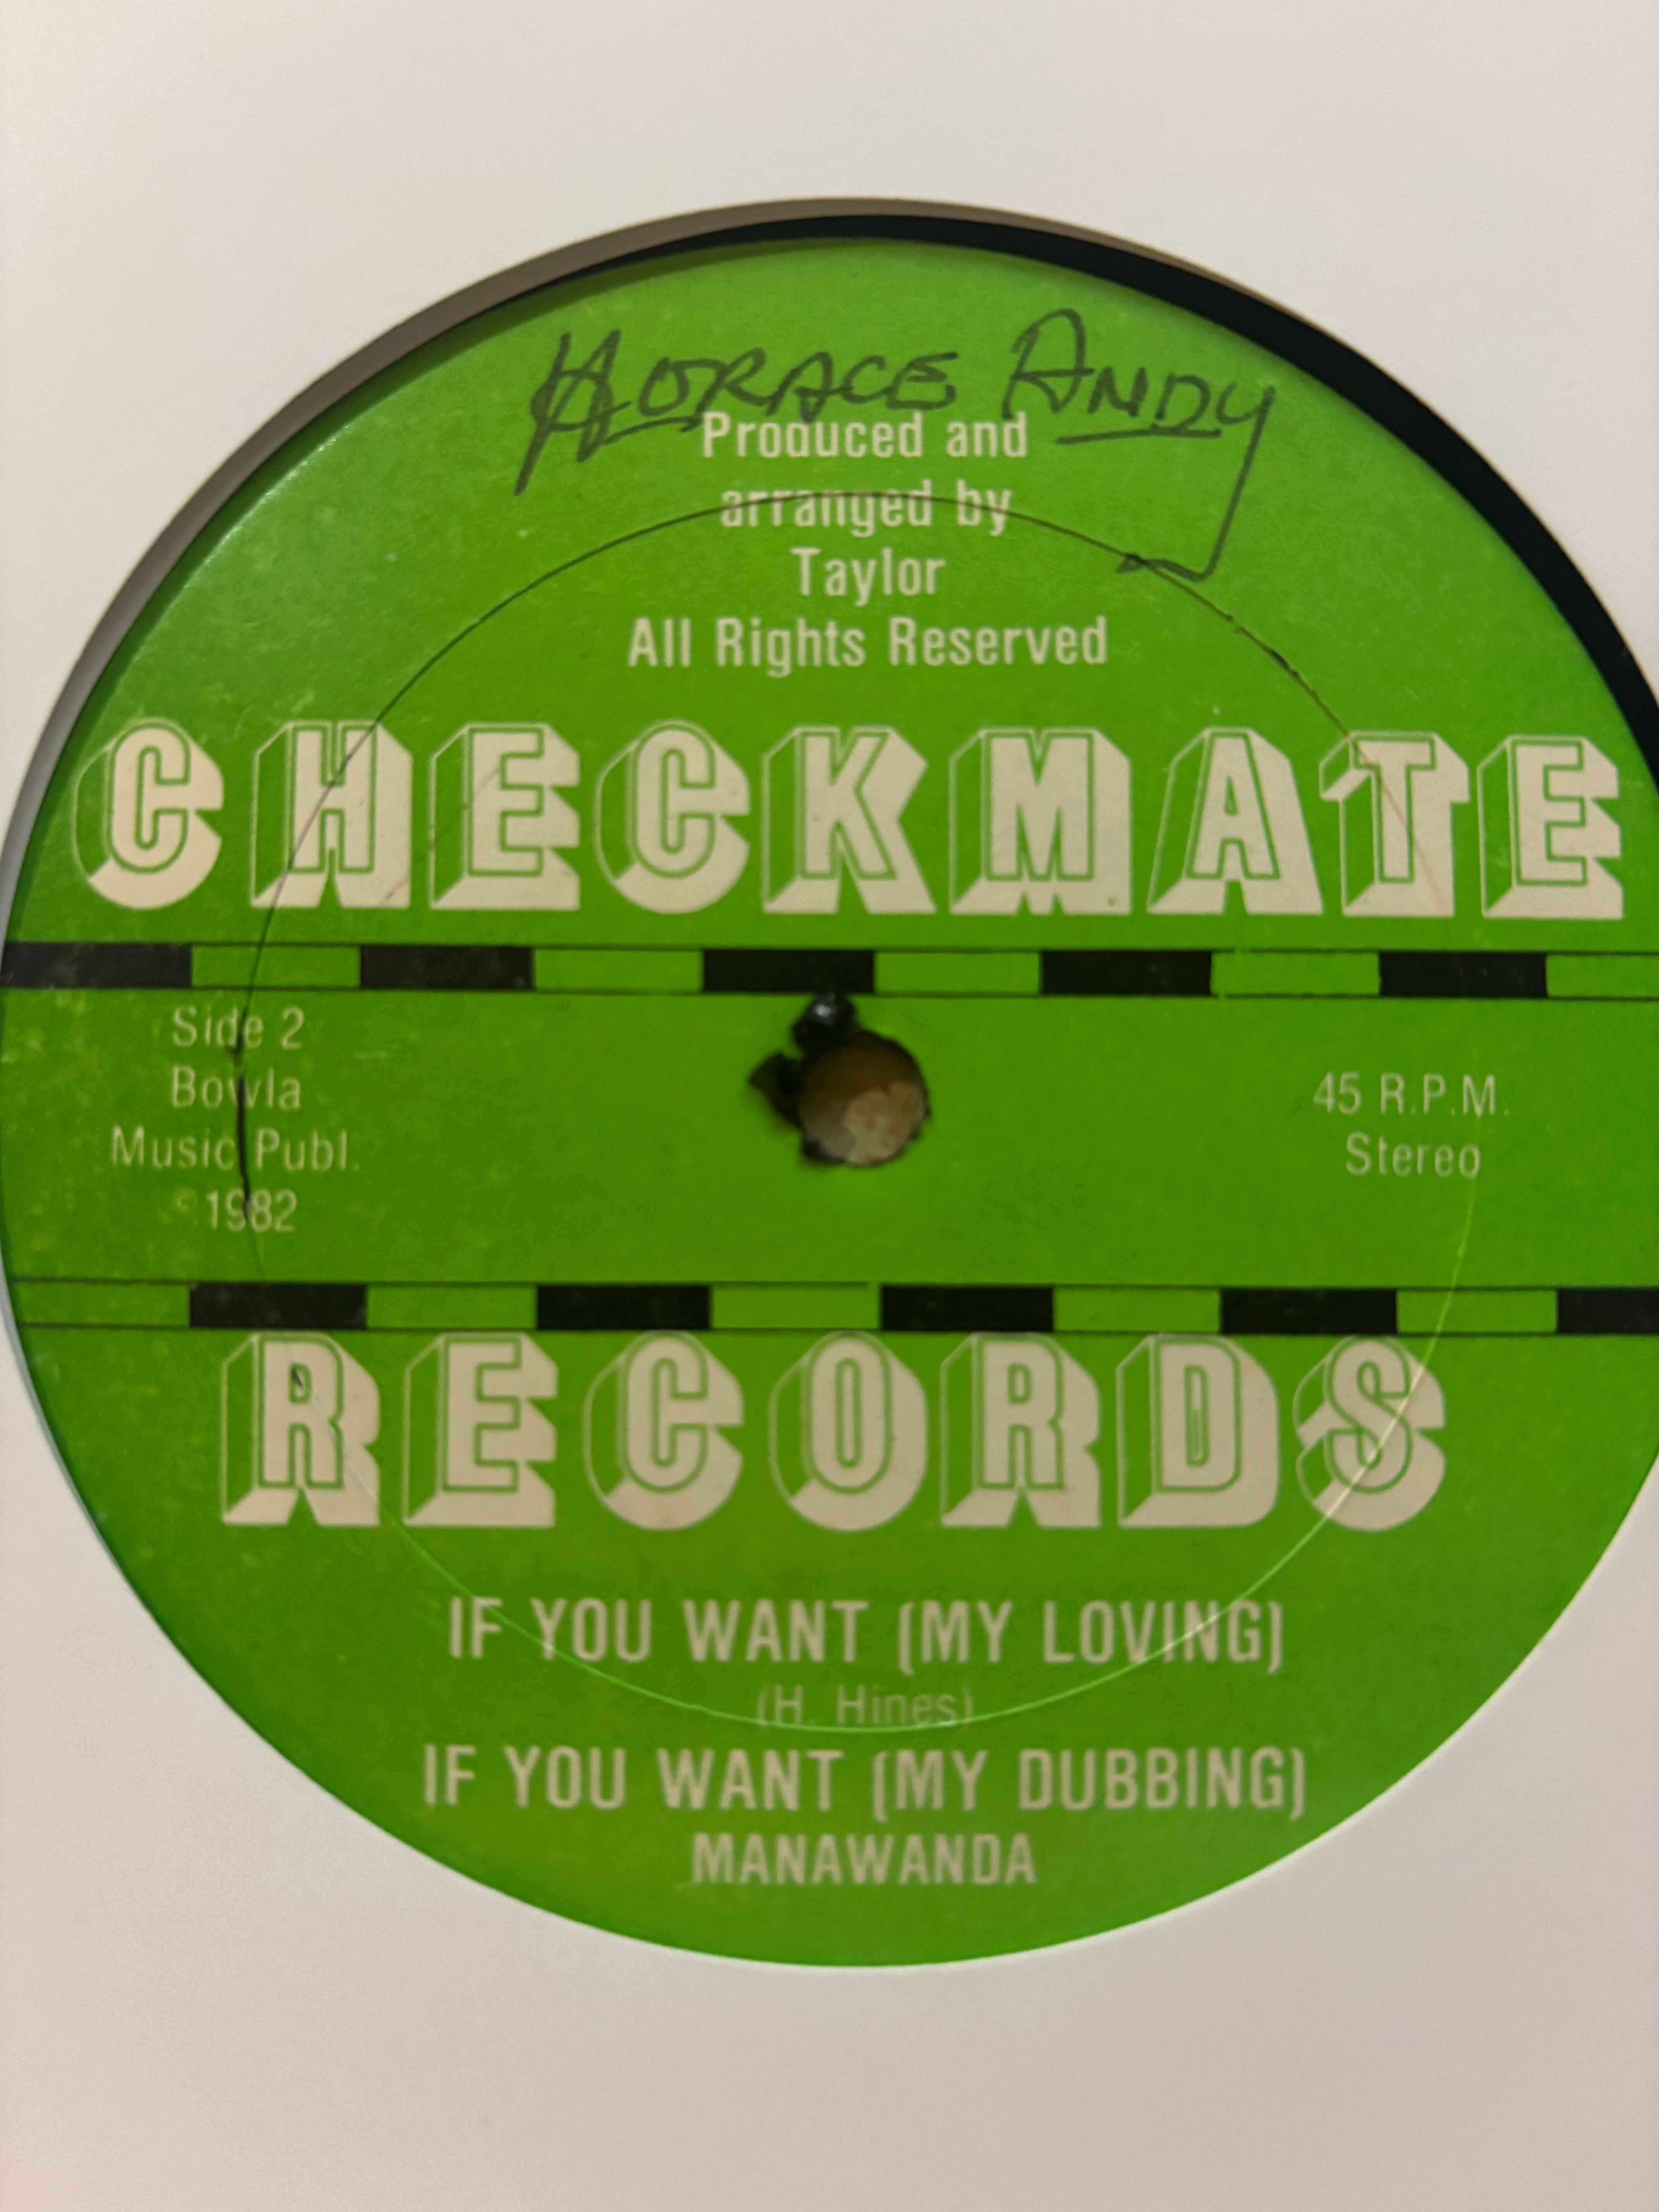 HORACE ANDY
Produced and
arranged by
Taylor
All Rights Reserved
CHECKMATE
Side 2
Bowla
Music Publ.
©1982
45 R.P.M.
Stereo
RECORDS
IF YOU WANT (MY LOVING)
(H. Hines)
IF YOU WANT (MY DUBBING)
MANAWANDA